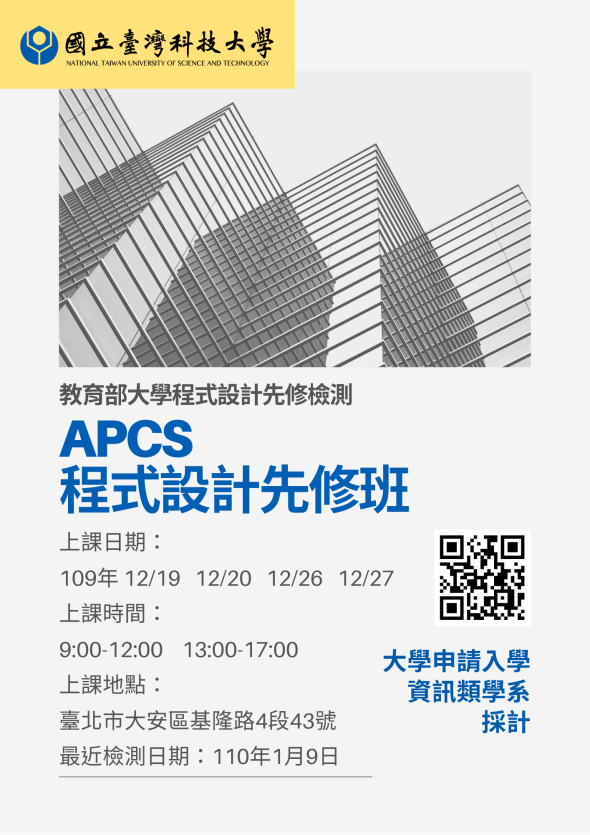 國立臺灣科技大學
NATIONAL TAIWAN UNIVERSITY OF SCIENCE AND TECHNOLOGY
教育部大學程式設計先修檢測
APCS
程式設計先修班
上課日期：
109年 12/19 12/20 12/26 12/27
上課時間：
9:00-12:00 13:00-17:00
上課地點：
臺北市大安區基隆路4段43號
最近檢測日期：110年1月9日
大學申請入學
資訊類學系
採計